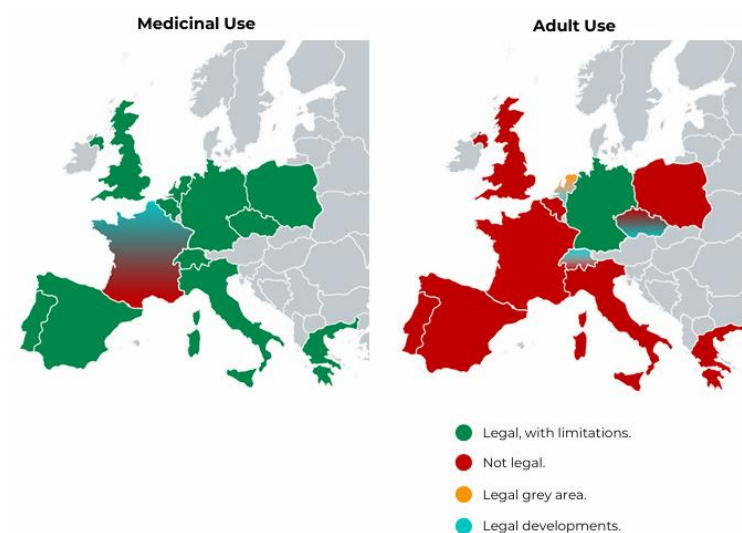 Medicinal Use
Adult Use
Legal, with limitations.
Not legal.
Legal grey area.
Legal developments.